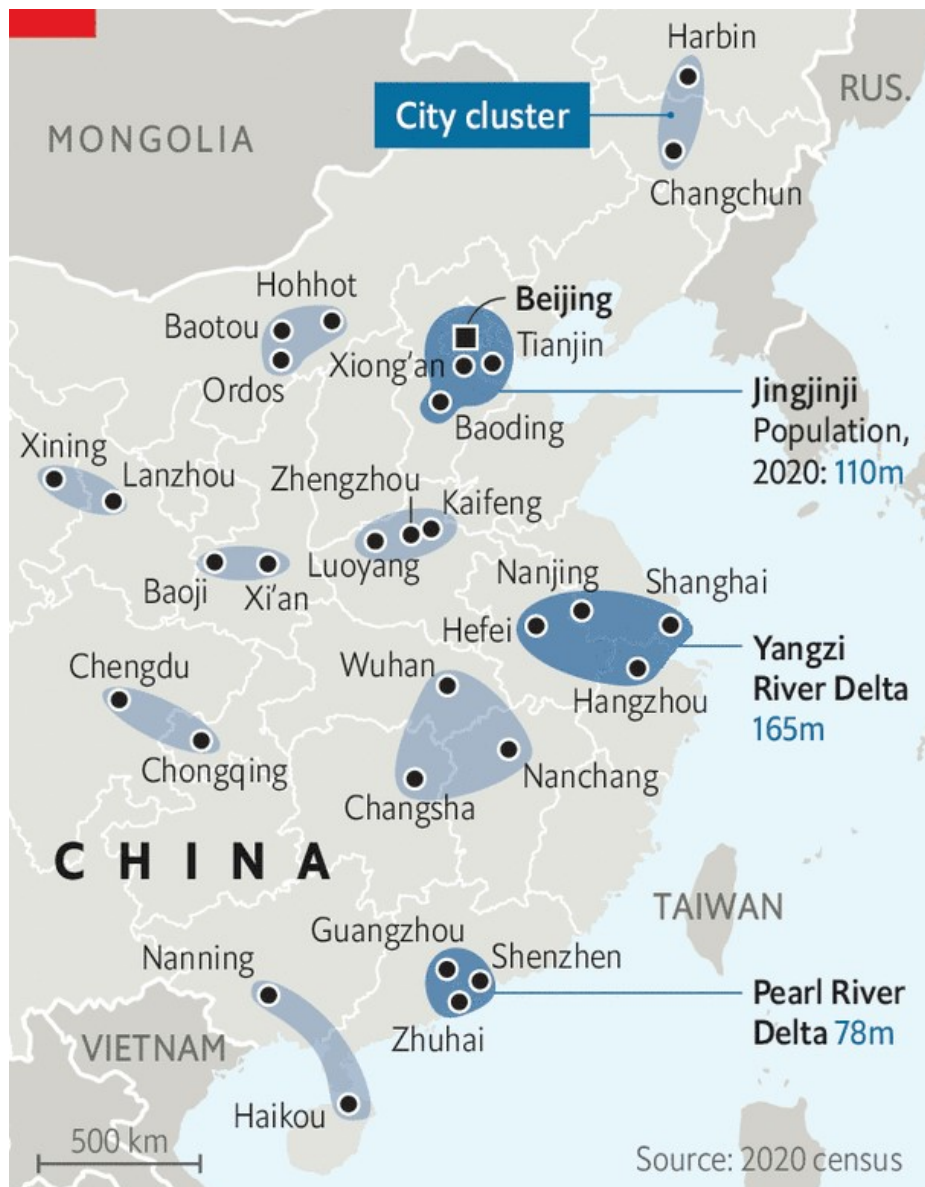 Harbin
RUS.
City cluster
MONGOLIA
Changchun
Hohhot
Beijing
Baotou
Tianjin
Xiong'an
Ordos
Jingjinji
Population,
2020: 110m
Baoding
Xining
Lanzhou
Zhengzhou
Kaifeng
Luoyang
Baoji
Xi'an
Nanjing
Shanghai
Hefei
Yangzi
River Delta
165m
Hangzhou
Wuhan
Chengdu
Chongqing
Nanchang
Changsha
CHINA
TAIWAN
Guangzhou
Nanning
Shenzhen
Pearl River
Delta 78m
Zhuhai
VIETNAM
Haikou
500 km
Source: 2020 census